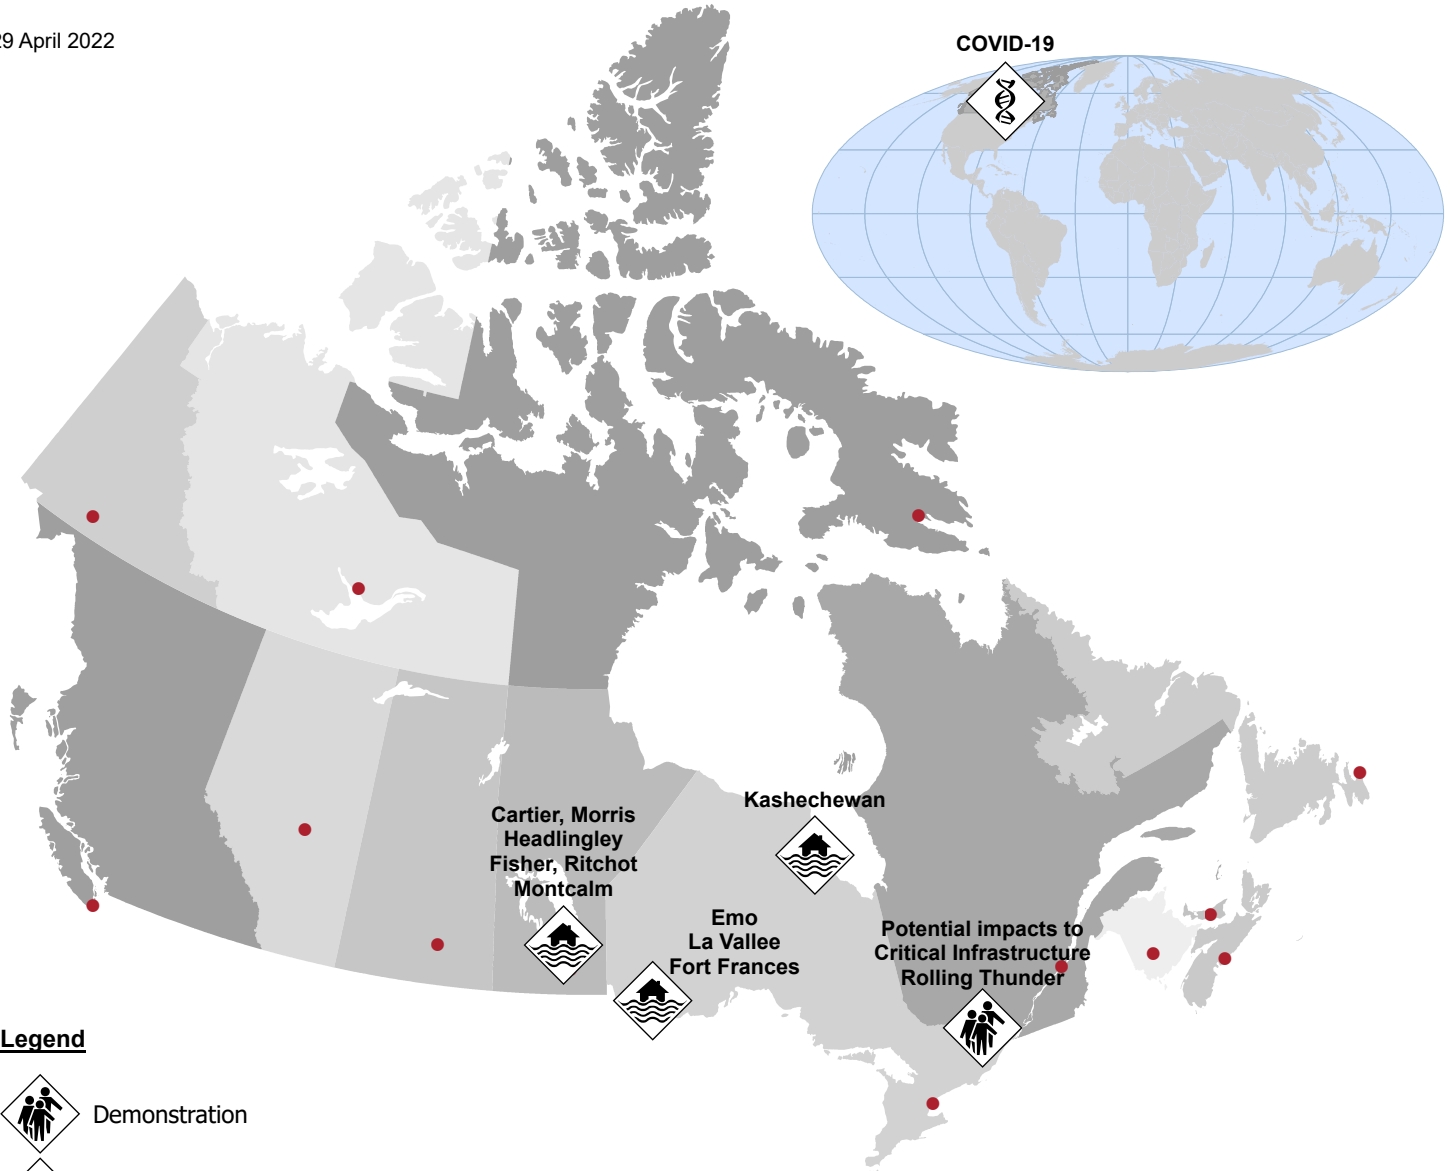 29 April 2022
COVID-19
Kashechewan
Cartier, Morris
Headlingley
Fisher, Ritchot
Montcalm
Emo
La Vallee
Fort Frances
Potential impacts to
Critical Infrastructure
Rolling Thunder
Legend
Demonstration